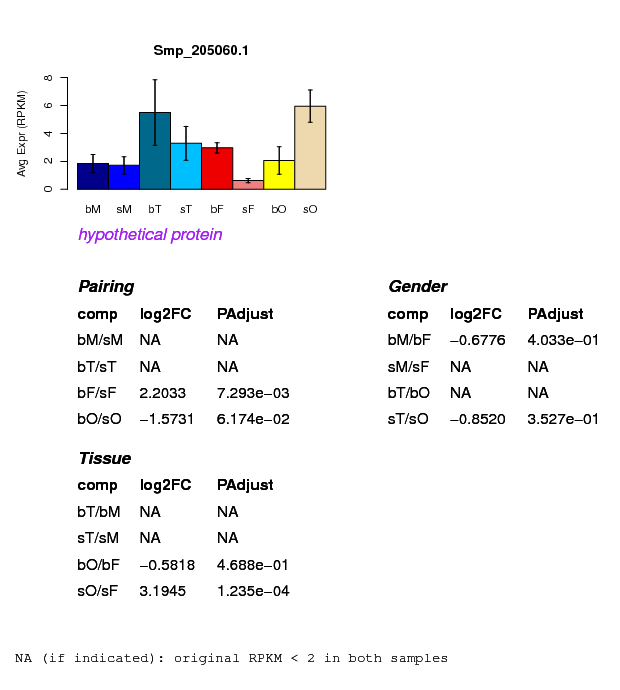 Smp_205060.1
Avg Expr (RPKM)
8
6
4
2
0
bM sM bT sT bF sF bO sO
hypothetical protein
Pairing
comp log2FC PAdjust
bM/sM NA NA
bT/sT NA NA
bF/sF 2.2033 7.293e−03
bO/sO −1.5731 6.174e−02
Gender
comp log2FC PAdjust
bM/bF −0.6776 4.033e−01
sM/sF NA NA
bT/bO NA NA
sT/sO −0.8520 3.527e−01
Tissue
comp log2FC PAdjust
bT/bM NA NA
sT/sM NA NA
bO/bF −0.5818 4.688e−01
sO/sF 3.1945 1.235e−04
NA (if indicated): original RPKM < 2 in both samples